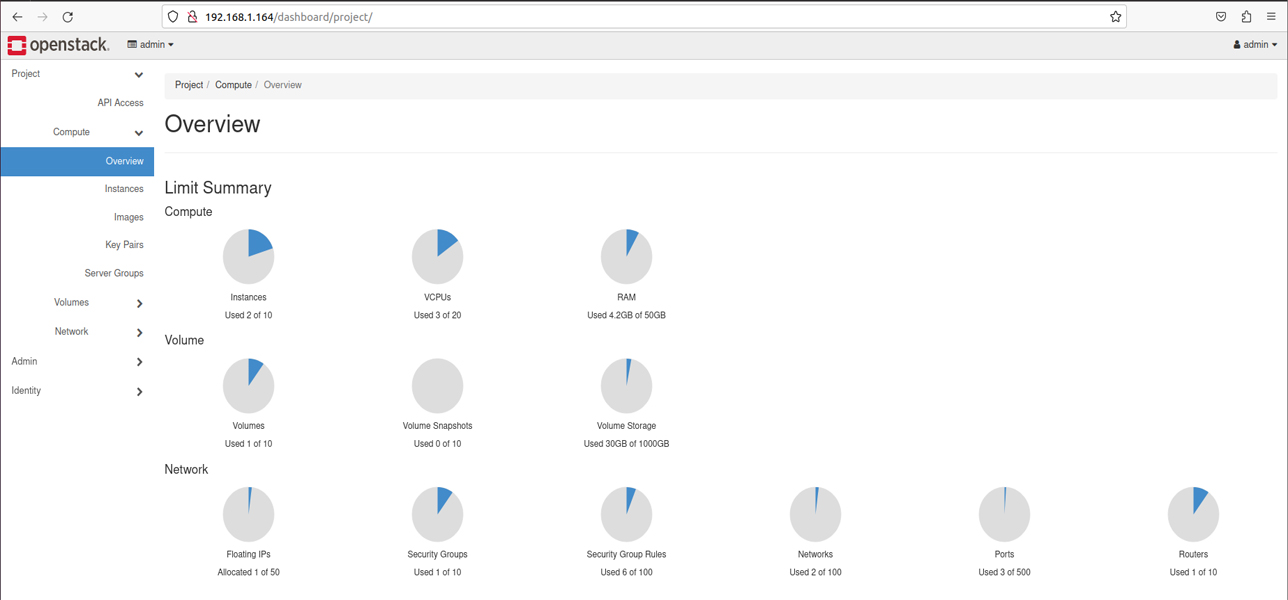 192.168.1.164/dashboard/project/
openstack. admin admin
Project
API Access
Compute
Overview
Instances
Images
Key Pairs
Server Groups
Volumes
Network
Admin
Identity
Project / Compute / Overview
Overview
Limit Summary
Compute
Instances VCPUs RAM
Used 2 of 10 Used 3 of 20 Used 4.2GB of 50GB
Volume
Volumes Volume Snapshots Volume Storage
Used 1 of 10 Used 0 of 10 Used 30GB of 1000GB
Network
Floating IPs Security Groups Security Group Rules Networks Ports Routers
Allocated 1 of 50 Used 1 of 10 Used 6 of 100 Used 2 of 100 Used 3 of 500 Used 1 of 10